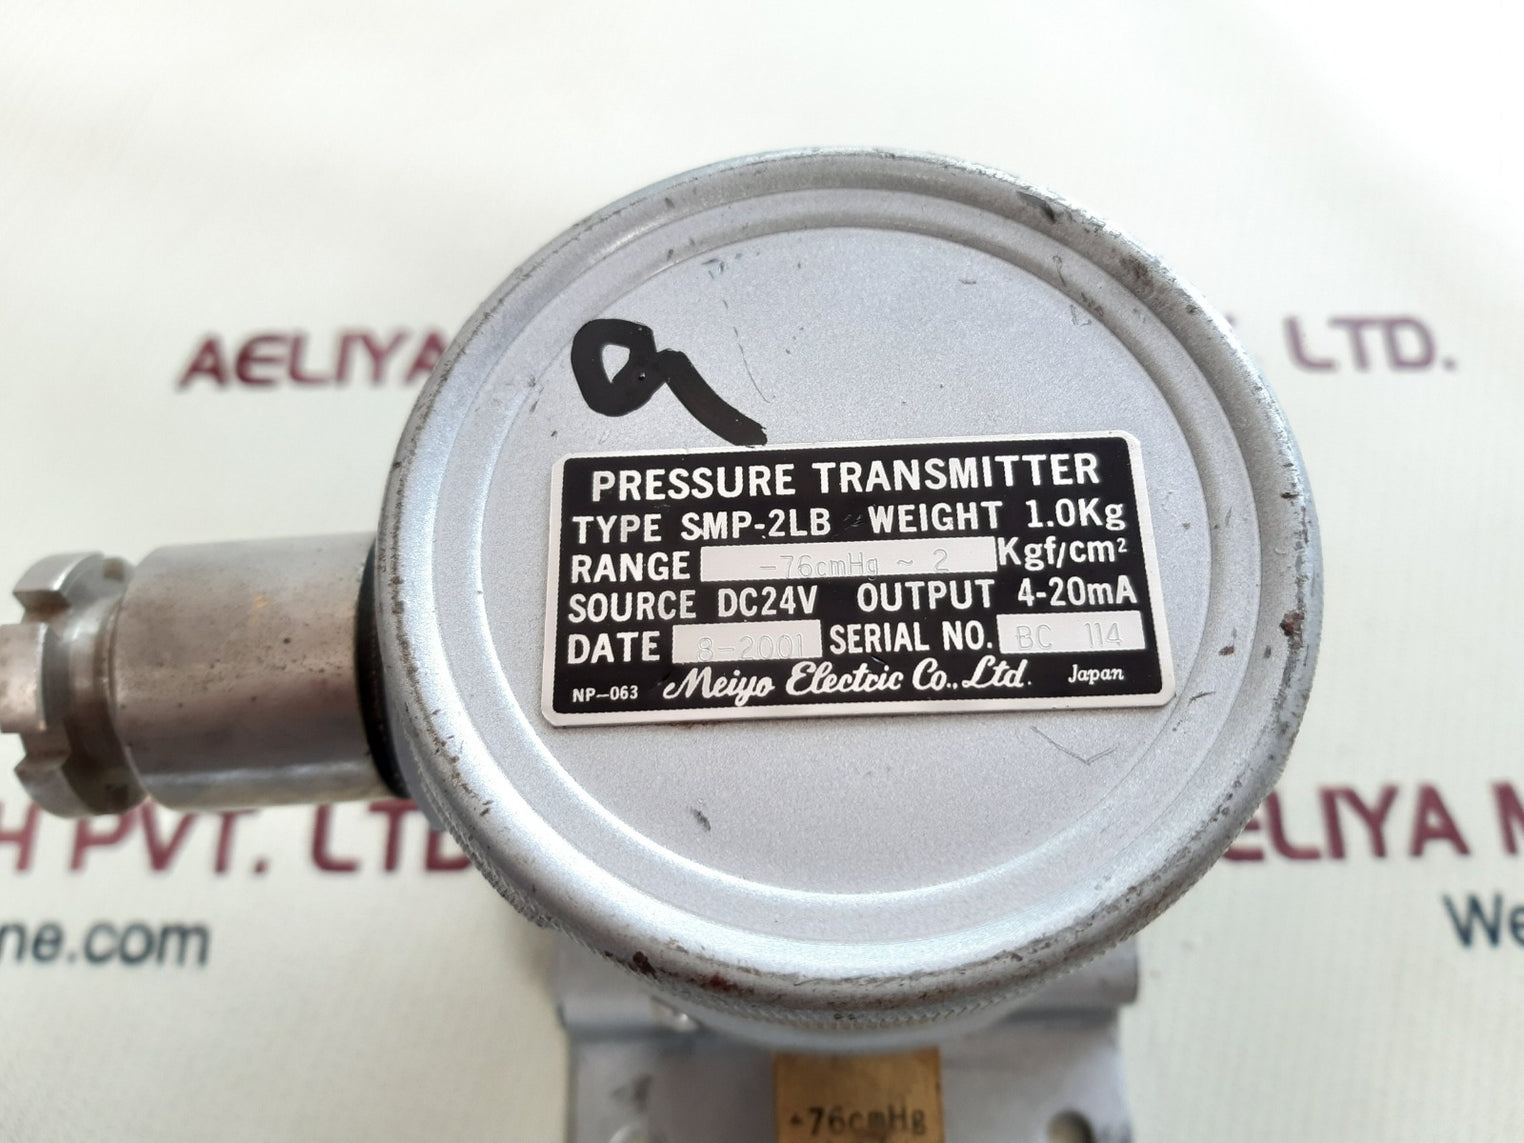 AELIYA
LTD.
PRESSURE TRANSMITTER
TYPE SMP-2LB WEIGHT 1.0Kg
RANGE -76cmHg ~ 2 Kgf/cm²
SOURCE DC24V OUTPUT 4-20mA
DATE 8-2001 SERIAL NO. BC 114
NP-063 Meiyo Electric Co., Ltd. Japan
H PVT. LTD
ELIYA M
ne.com
We
-76cmHg